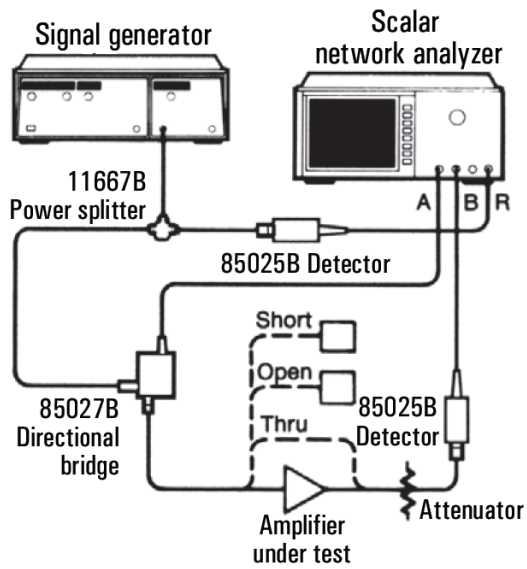 Signal generator
Scalar
network analyzer
11667B
Power splitter
A
B
R
85025B Detector
Short
Open
Thru
85027B
Directional
bridge
85025B
Detector
Amplifier
under test
Attenuator